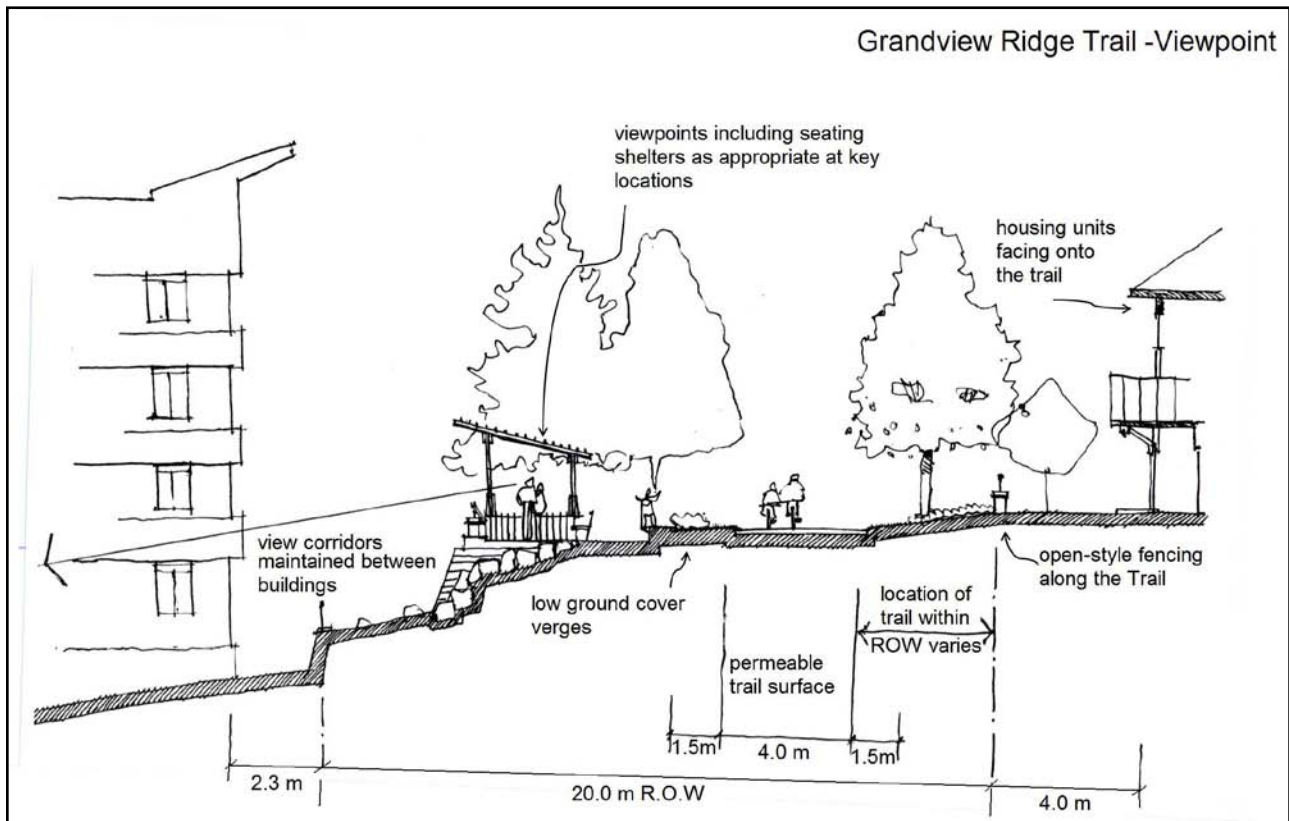 Grandview Ridge Trail -Viewpoint
viewpoints including seating
shelters as appropriate at key
locations
housing units
facing onto
the trail
view corridors
maintained between
buildings
low ground cover
verges
permeable
trail surface
location of
trail within
ROW varies
open-style fencing
along the Trail
1.5m
4.0 m
1.5m
2.3 m
20.0 m R.O.W
4.0 m